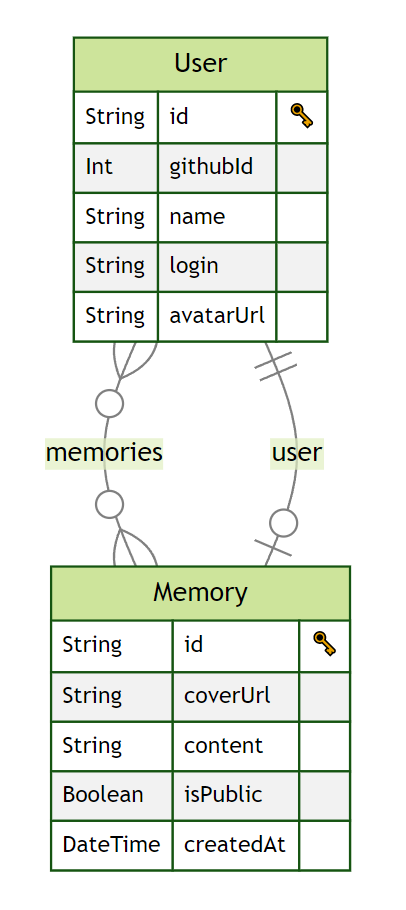 User
String id
Int githubId
String name
String login
String avatarUrl
memories user
Memory
String id
String coverUrl
String content
Boolean isPublic
DateTime createdAt